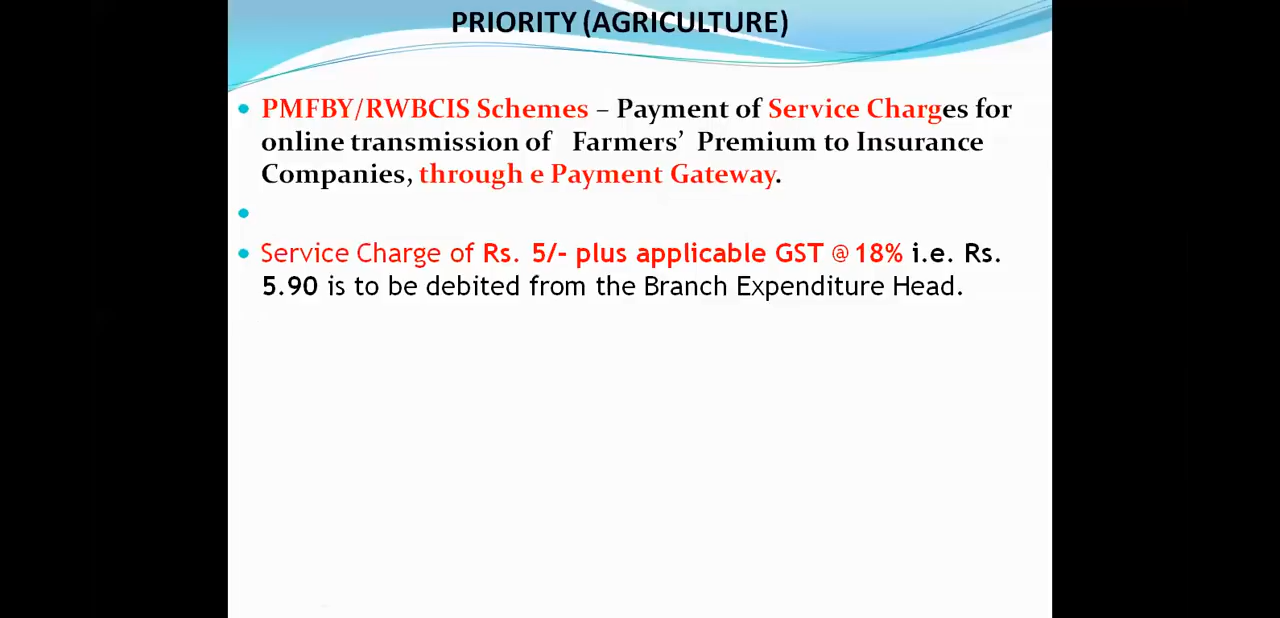 PRIORITY (AGRICULTURE)
PMFBY/RWBCIS Schemes – Payment of Service Charges for
online transmission of Farmers’ Premium to Insurance
Companies, through e Payment Gateway.
Service Charge of Rs. 5/- plus applicable GST @ 18% i.e. Rs.
5.90 is to be debited from the Branch Expenditure Head.